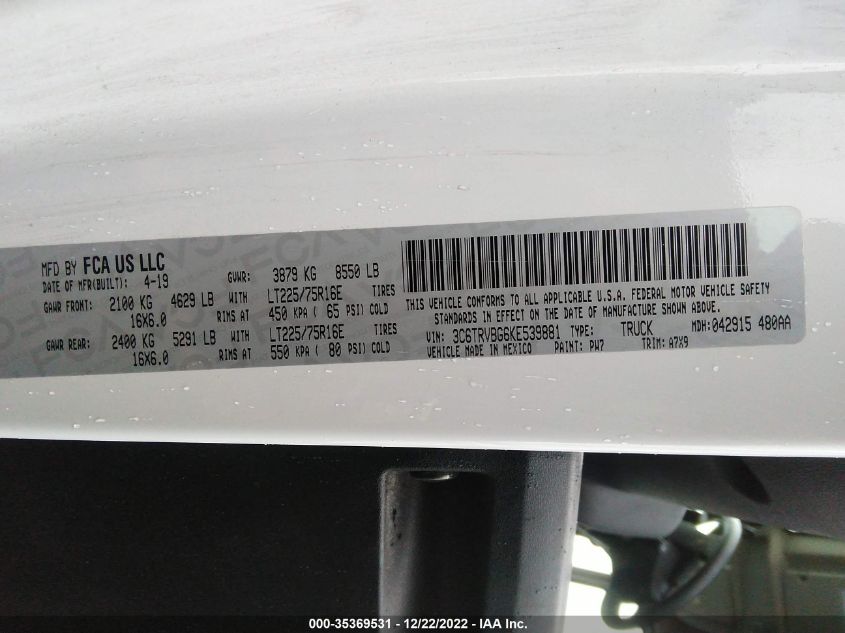 MFD BY FCA US LLC
DATE OF MFR(BUILT): 4-19 GVWR: 3879 KG 8550 LB
GAWR FRONT: 2100 KG 4629 LB WITH LT225/75R16E TIRES
16X6.0 RIMS AT 450 KPA ( 65 PSI) COLD
GAWR REAR: 2400 KG 5291 LB WITH LT225/75R16E TIRES
16X6.0 RIMS AT 550 KPA ( 80 PSI) COLD
THIS VEHICLE CONFORMS TO ALL APPLICABLE U.S.A. FEDERAL MOTOR VEHICLE SAFETY
STANDARDS IN EFFECT ON THE DATE OF MANUFACTURE SHOWN ABOVE.
VIN: 3C6TRVBG6KE539881 TYPE: TRUCK MDH: 042915 480AA
VEHICLE MADE IN MEXICO PAINT: PW7 TRIM: A7X9
000-35369531 - 12/22/2022 - IAA Inc.